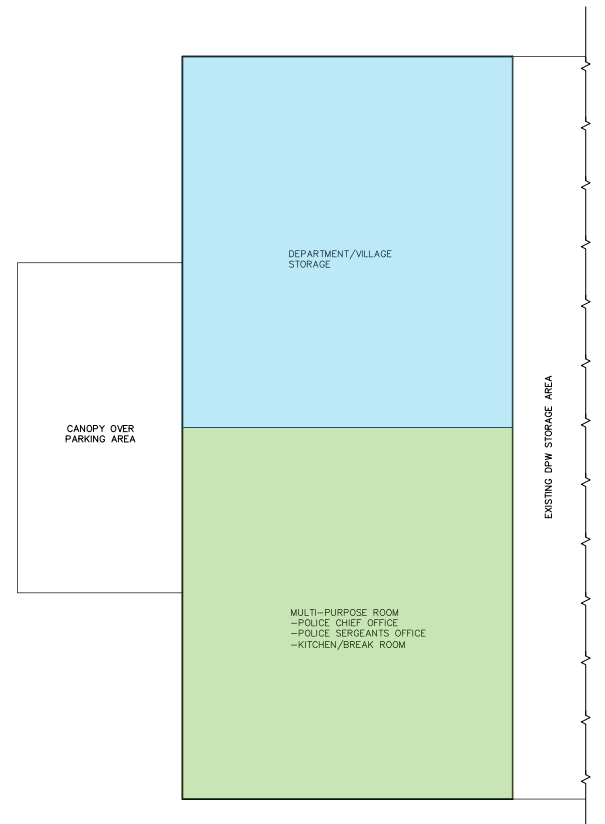 DEPARTMENT/VILLAGE
STORAGE
CANOPY OVER
PARKING AREA
EXISTING DPW STORAGE AREA
MULTI-PURPOSE ROOM
-POLICE CHIEF OFFICE
-POLICE SERGEANTS OFFICE
-KITCHEN/BREAK ROOM